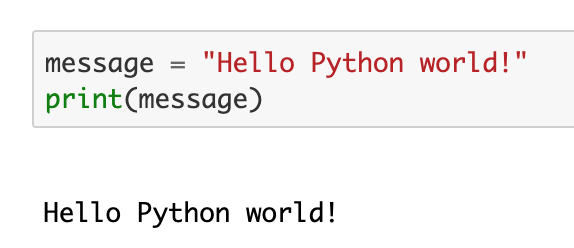 message = "Hello Python world!"
print(message)
Hello Python world!